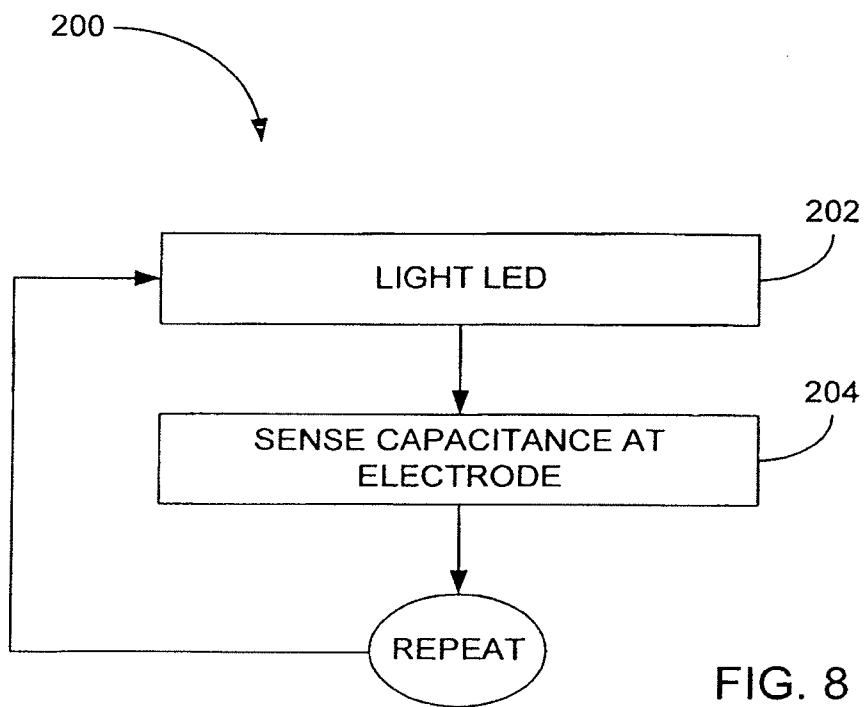 200
202
LIGHT LED
204
SENSE CAPACITANCE AT
ELECTRODE
REPEAT
FIG. 8